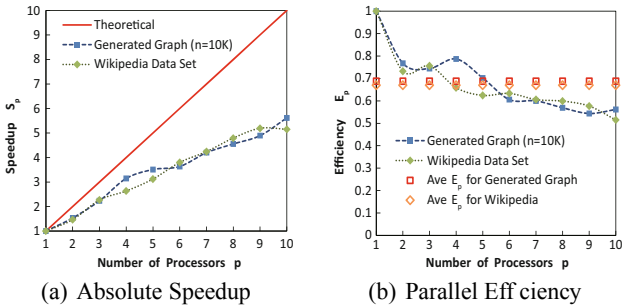 10
9
8
7
6
5
4
3
2
1
Speedup Sp
Theoretical
Generated Graph (n=10K)
Wikipedia Data Set
1 2 3 4 5 6 7 8 9 10
Number of Processors p
(a) Absolute Speedup
1
0.9
0.8
0.7
0.6
0.5
0.4
0.3
0.2
0.1
0
Efficiency Ep
Generated Graph (n=10K)
Wikipedia Data Set
Ave Ep for Generated Graph
Ave Ep for Wikipedia
1 2 3 4 5 6 7 8 9 10
Number of Processors p
(b) Parallel Eff ciency